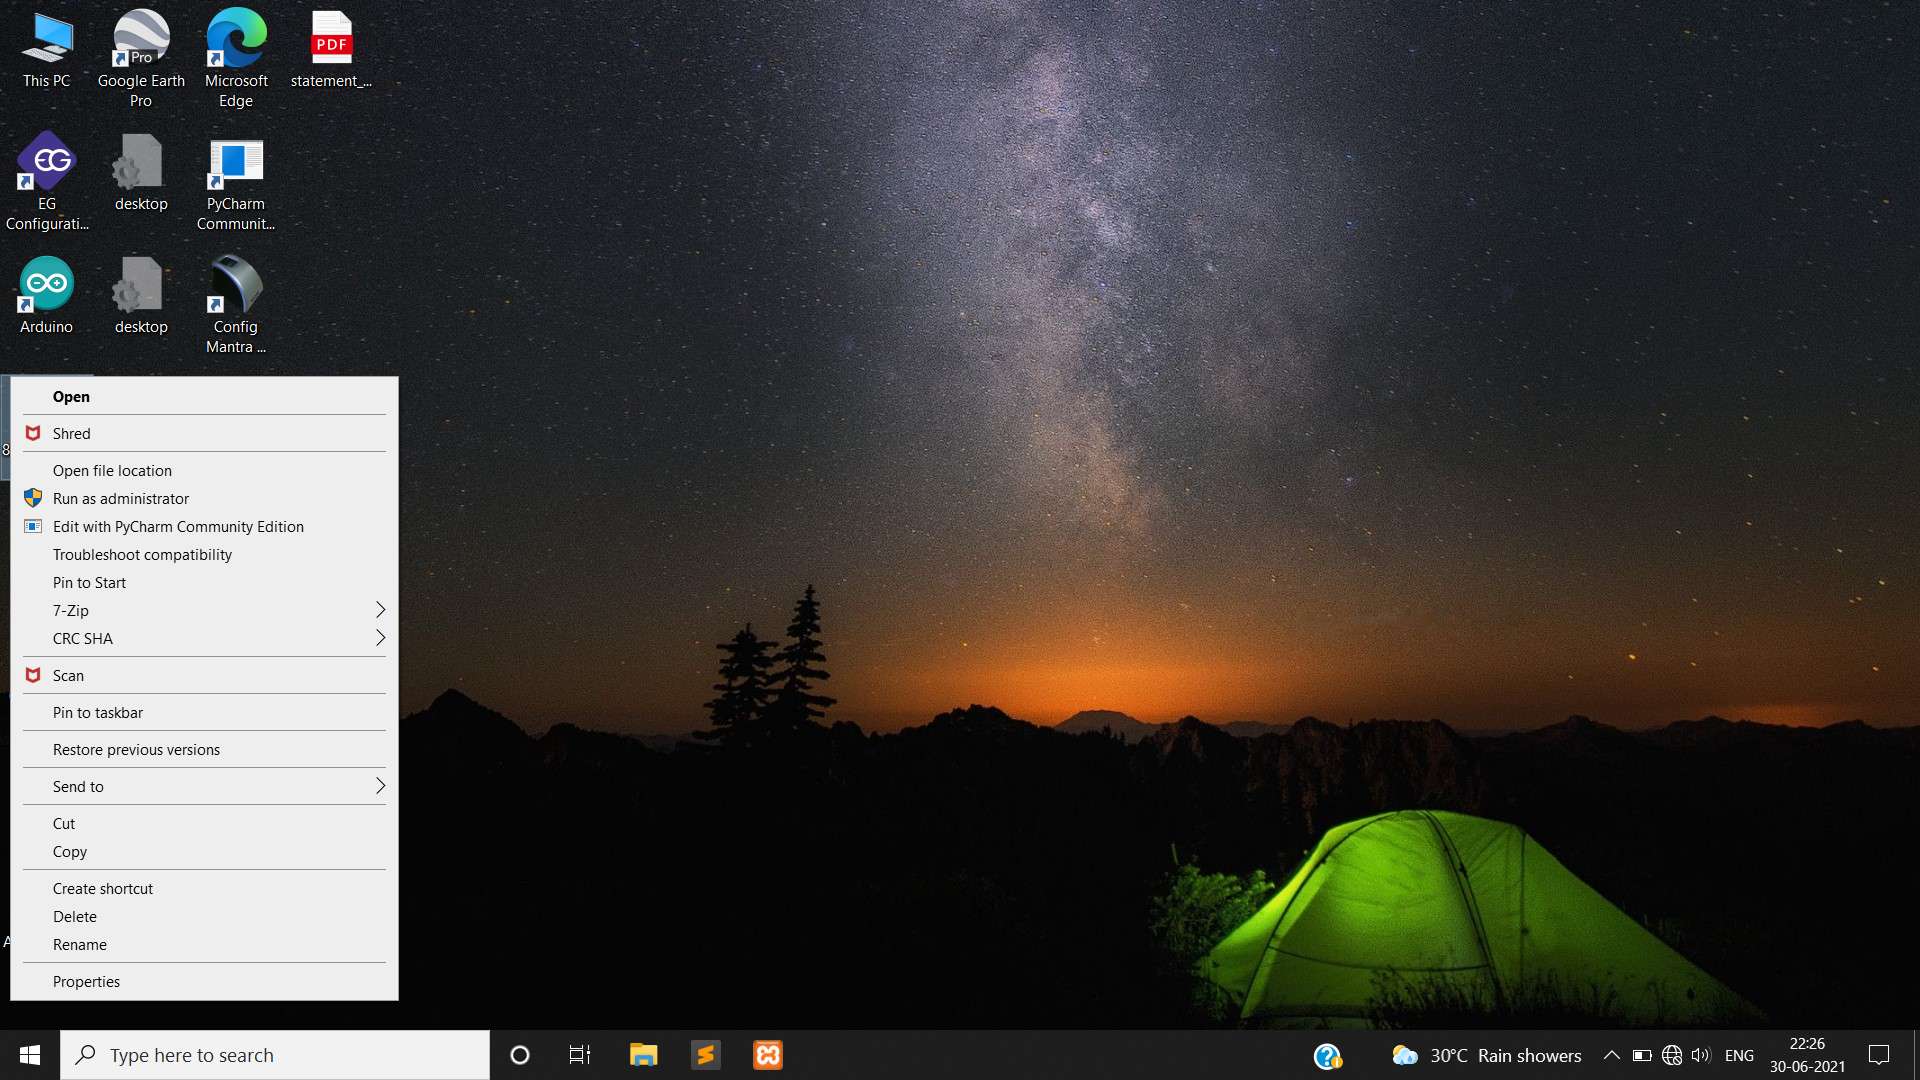 This PC
Pro
Google Earth
Pro
Microsoft
Edge
PDF
statement_...
EG
EG
Configurati...
desktop
PyCharm
Communit...
Arduino
desktop
Config
Mantra ...
8
Open
Shred
Open file location
Run as administrator
Edit with PyCharm Community Edition
Troubleshoot compatibility
Pin to Start
7-Zip
CRC SHA
Scan
Pin to taskbar
Restore previous versions
Send to
Cut
Copy
Create shortcut
Delete
A
Rename
Properties
Type here to search
30°C Rain showers
ENG
22:26
30-06-2021